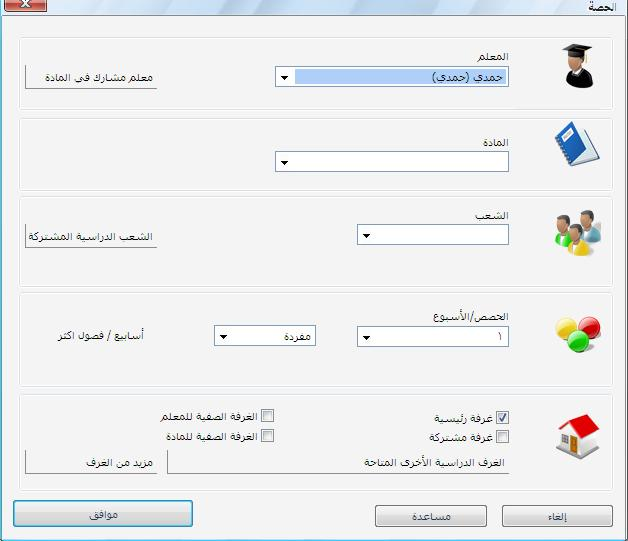 الحصة
المعلم
حمدي (حمدي)
معلم مشارك في المادة
المادة
الشعب
الشعب الدراسية المشتركة
الحصص/الأسبوع
١
مفردة
أسابيع / فصول اكثر
غرفة رئيسية
الغرفة الصفية للمعلم
غرفة مشتركة
الغرفة الصفية للمادة
الغرف الدراسية الأخرى المتاحة
مزيد من الغرف
إلغاء
مساعدة
موافق